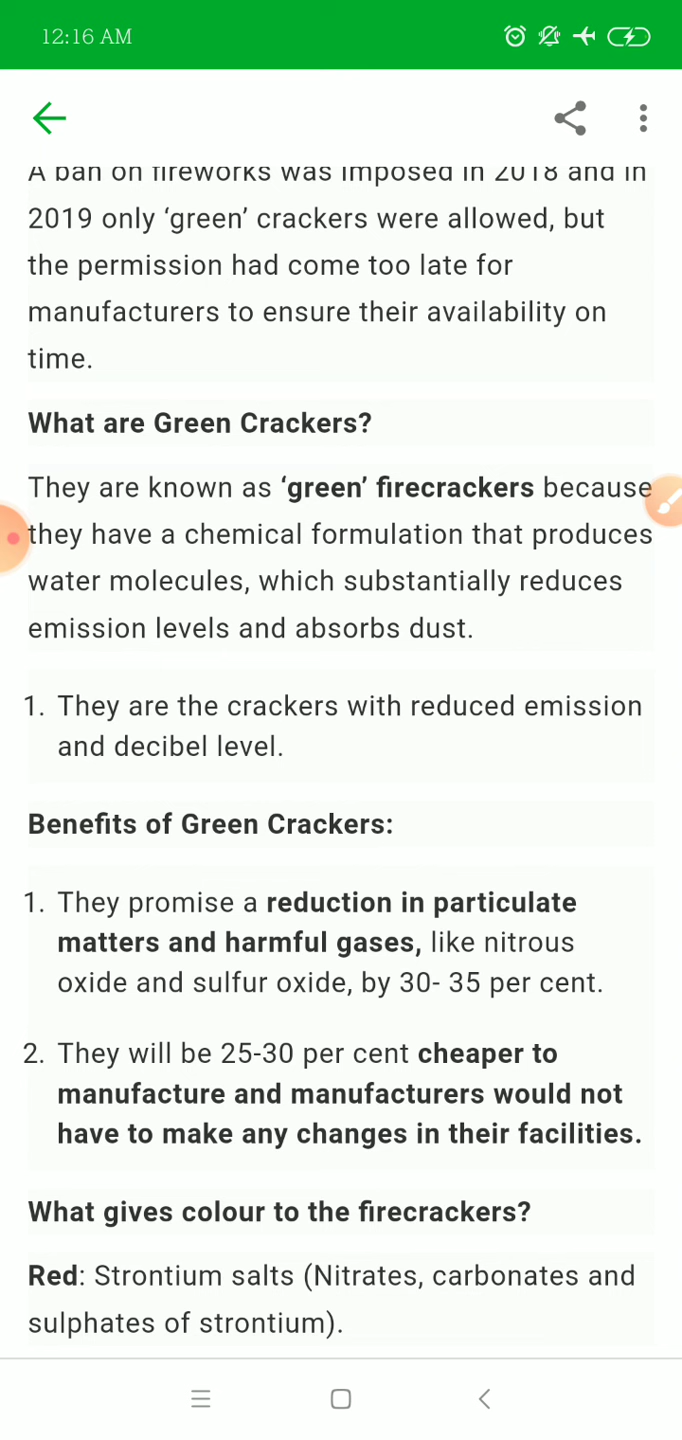 12:16 AM
A ban on fireworks was imposed in 2018 and in
2019 only ‘green’ crackers were allowed, but
the permission had come too late for
manufacturers to ensure their availability on
time.
What are Green Crackers?
They are known as ‘green’ firecrackers because
they have a chemical formulation that produces
water molecules, which substantially reduces
emission levels and absorbs dust.
1. They are the crackers with reduced emission
and decibel level.
Benefits of Green Crackers:
1. They promise a reduction in particulate
matters and harmful gases, like nitrous
oxide and sulfur oxide, by 30- 35 per cent.
2. They will be 25-30 per cent cheaper to
manufacture and manufacturers would not
have to make any changes in their facilities.
What gives colour to the firecrackers?
Red: Strontium salts (Nitrates, carbonates and
sulphates of strontium).